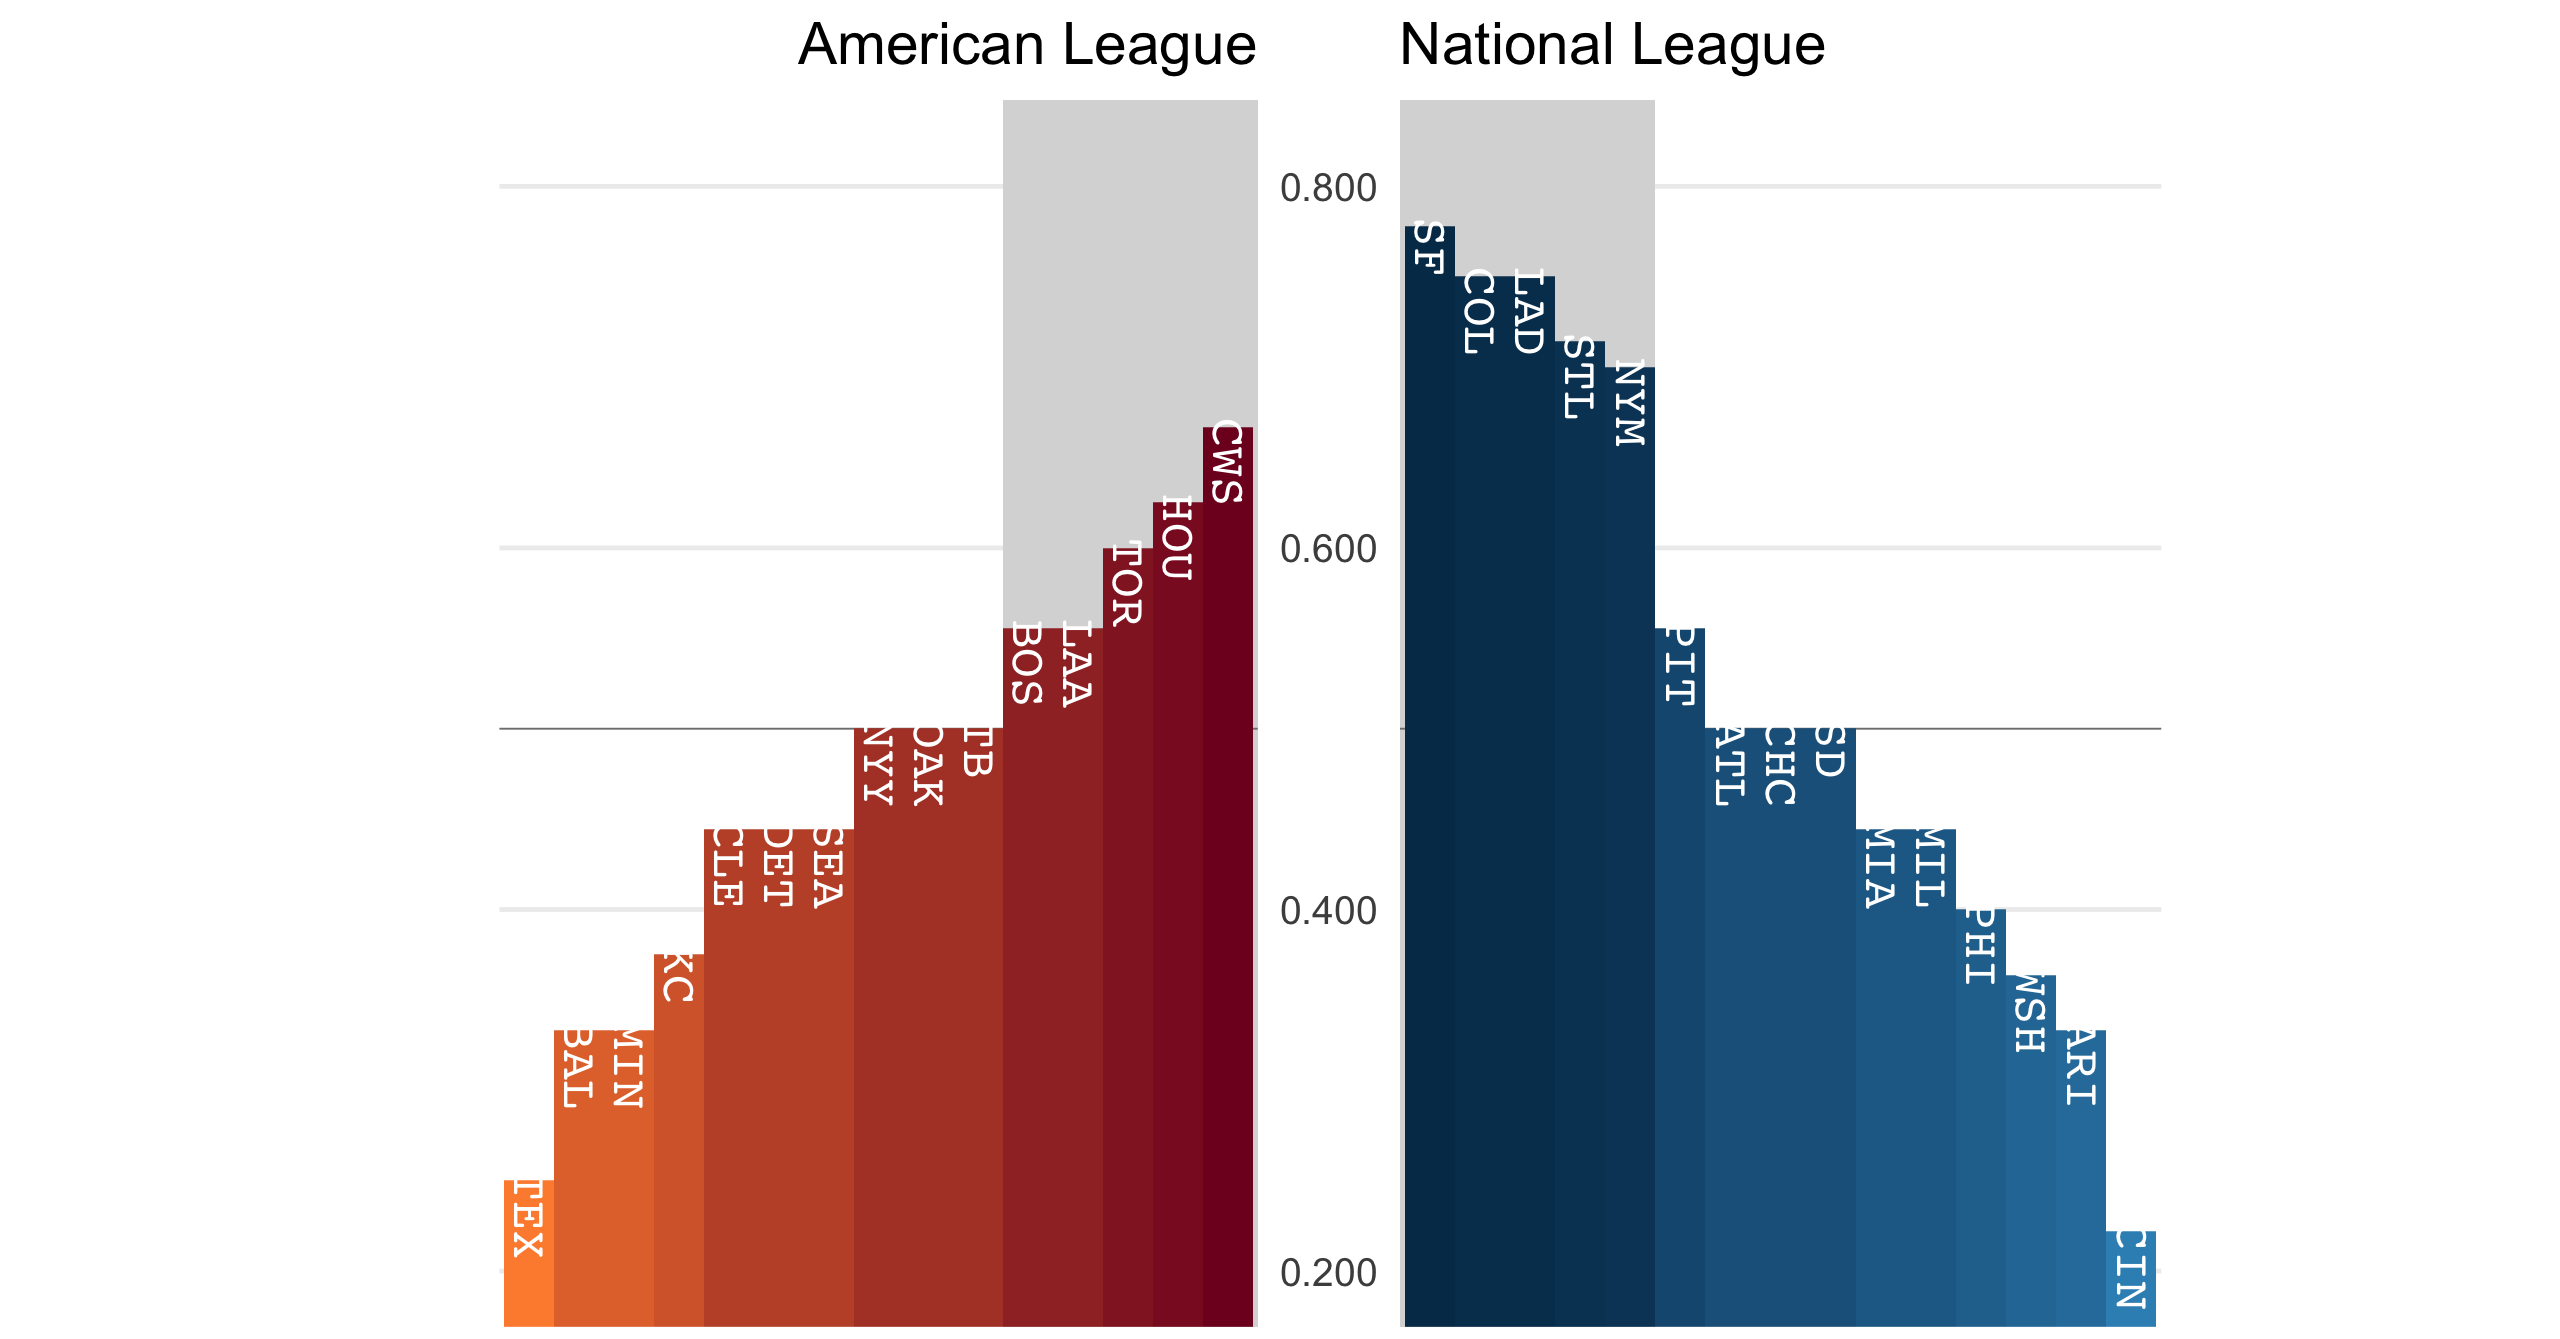 American League
National League
0.800
0.600
0.400
0.200
TEX
BAL
MIN
KC
CLE
DET
SEA
NYY
OAK
TB
BOS
LAA
TOR
HOU
CWS
SF
COL
LAD
STL
NYM
PIT
ATL
CHC
SD
MIA
MIL
PHI
WSH
ARI
CIN